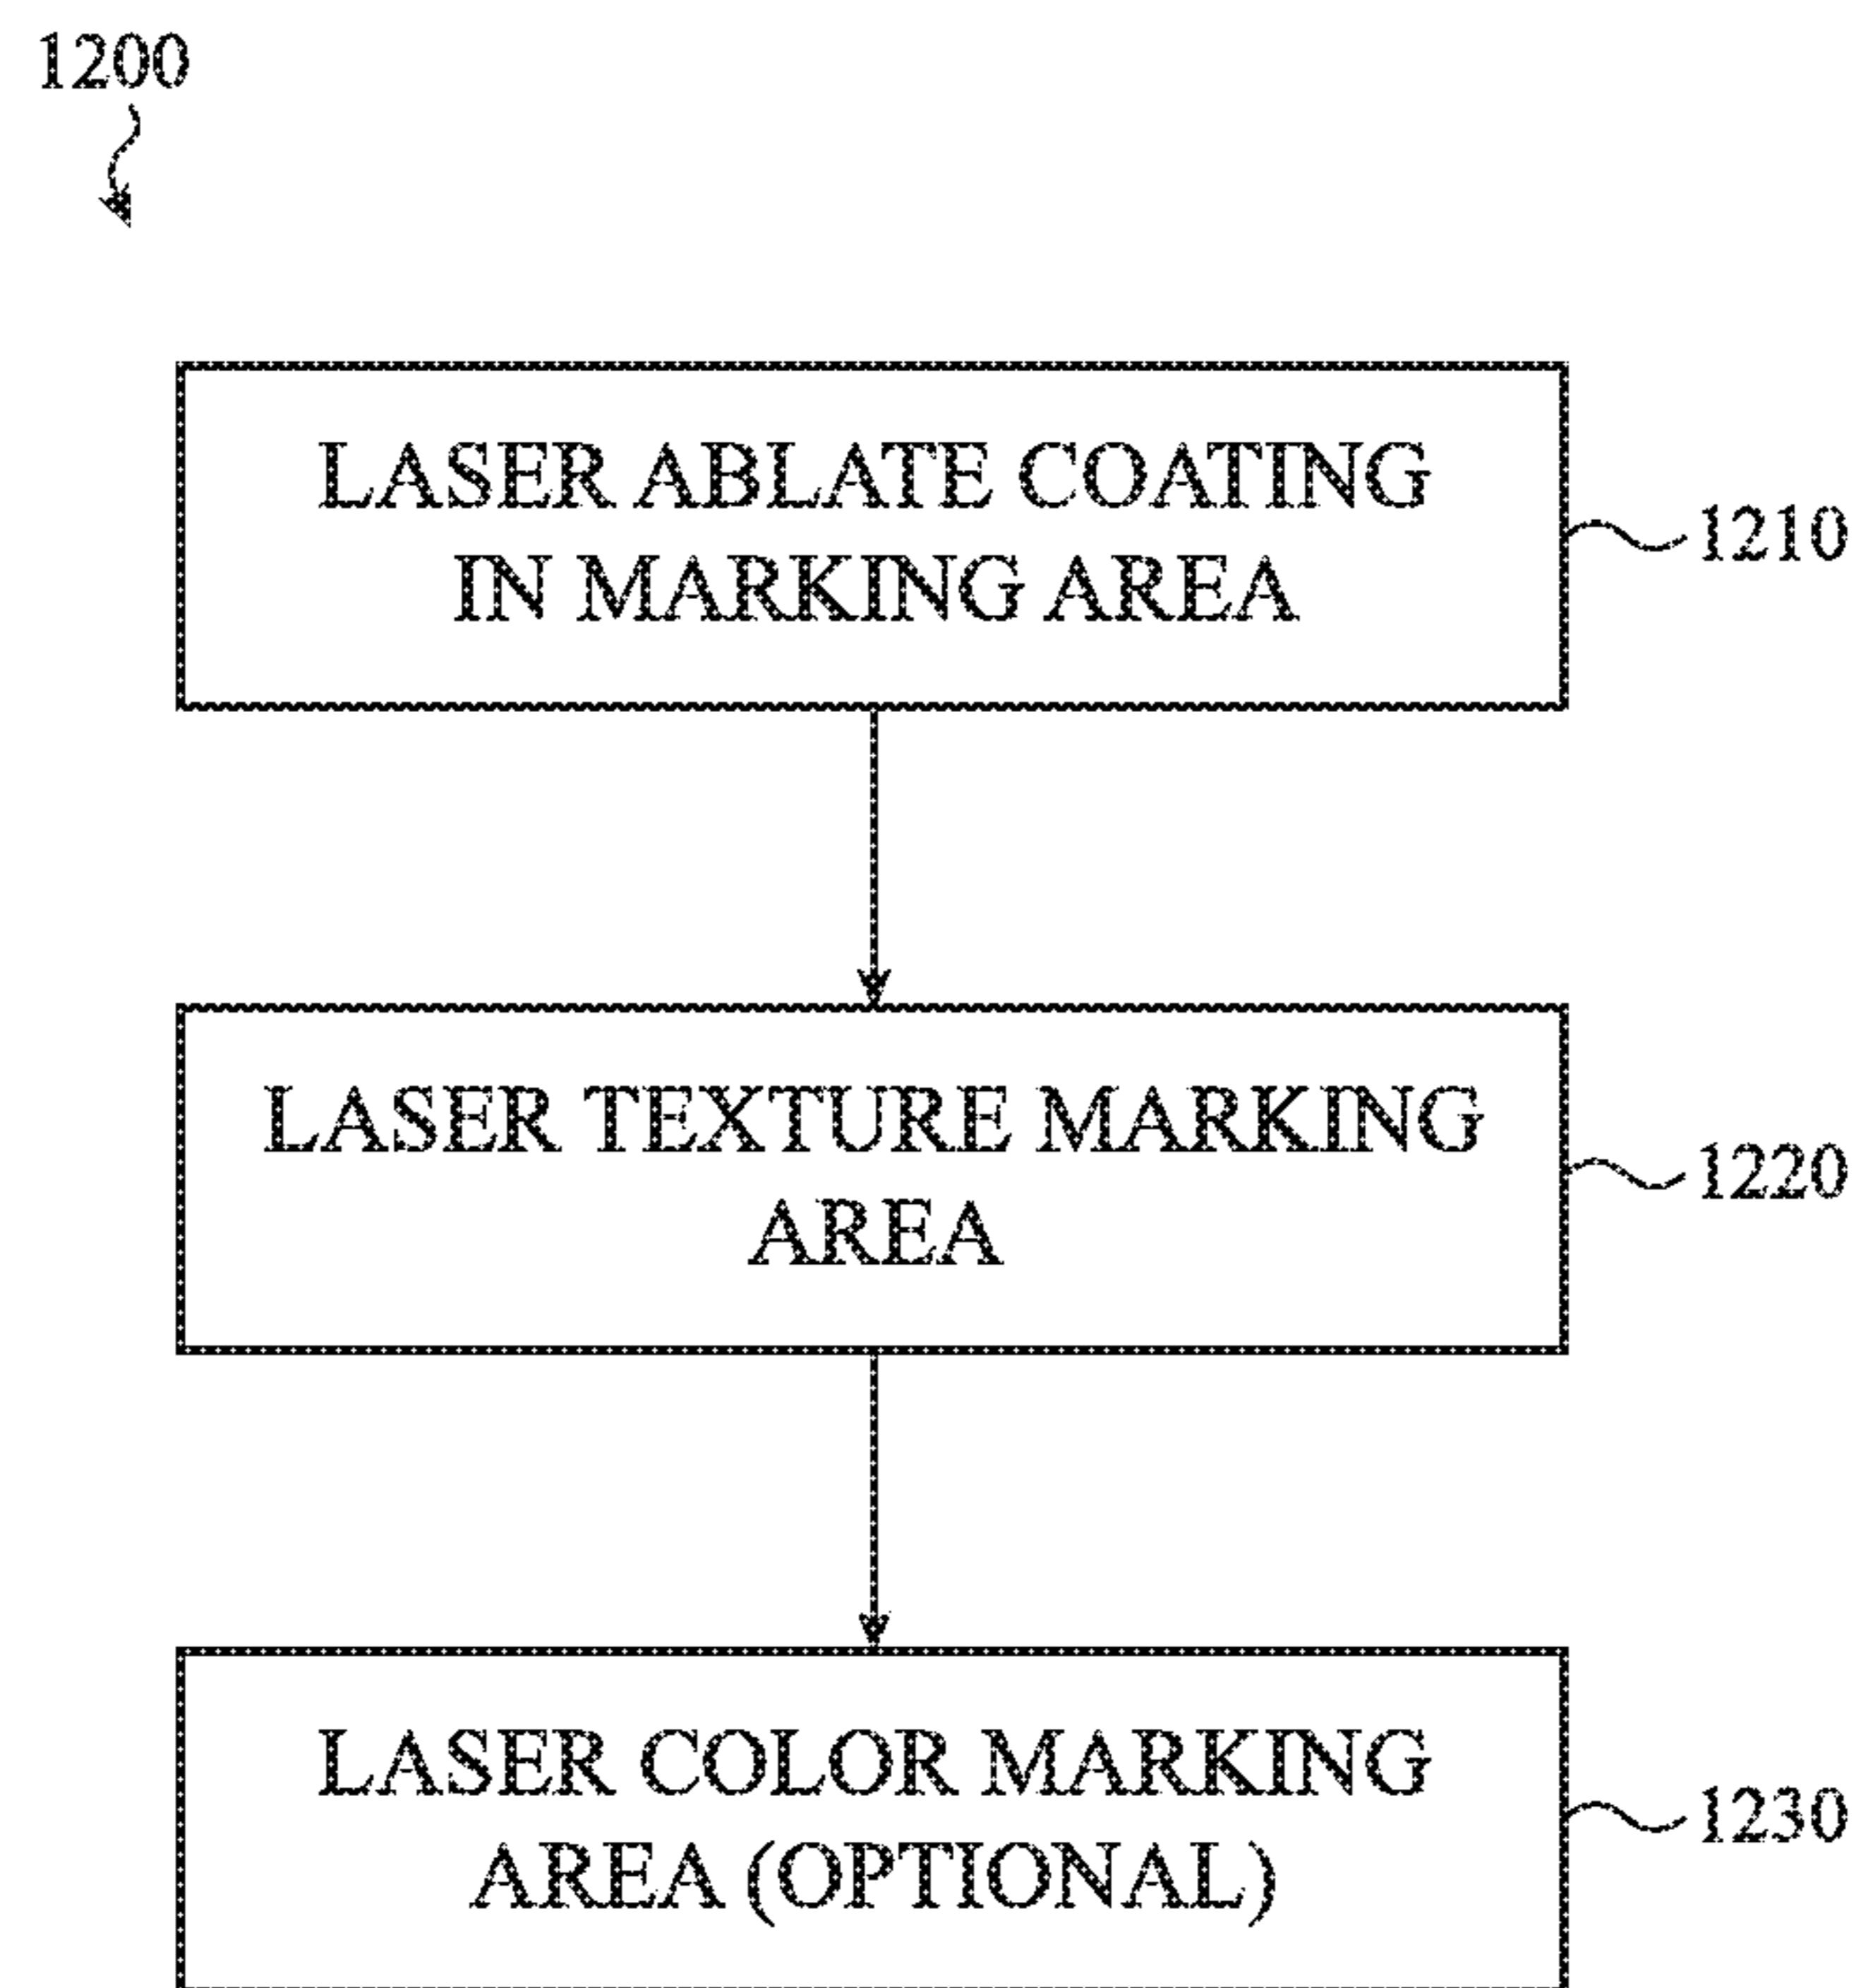 1200
LASER ABLATE COATING
IN MARKING AREA
1210
LASER TEXTURE MARKING
AREA
1220
LASER COLOR MARKING
AREA (OPTIONAL)
1230